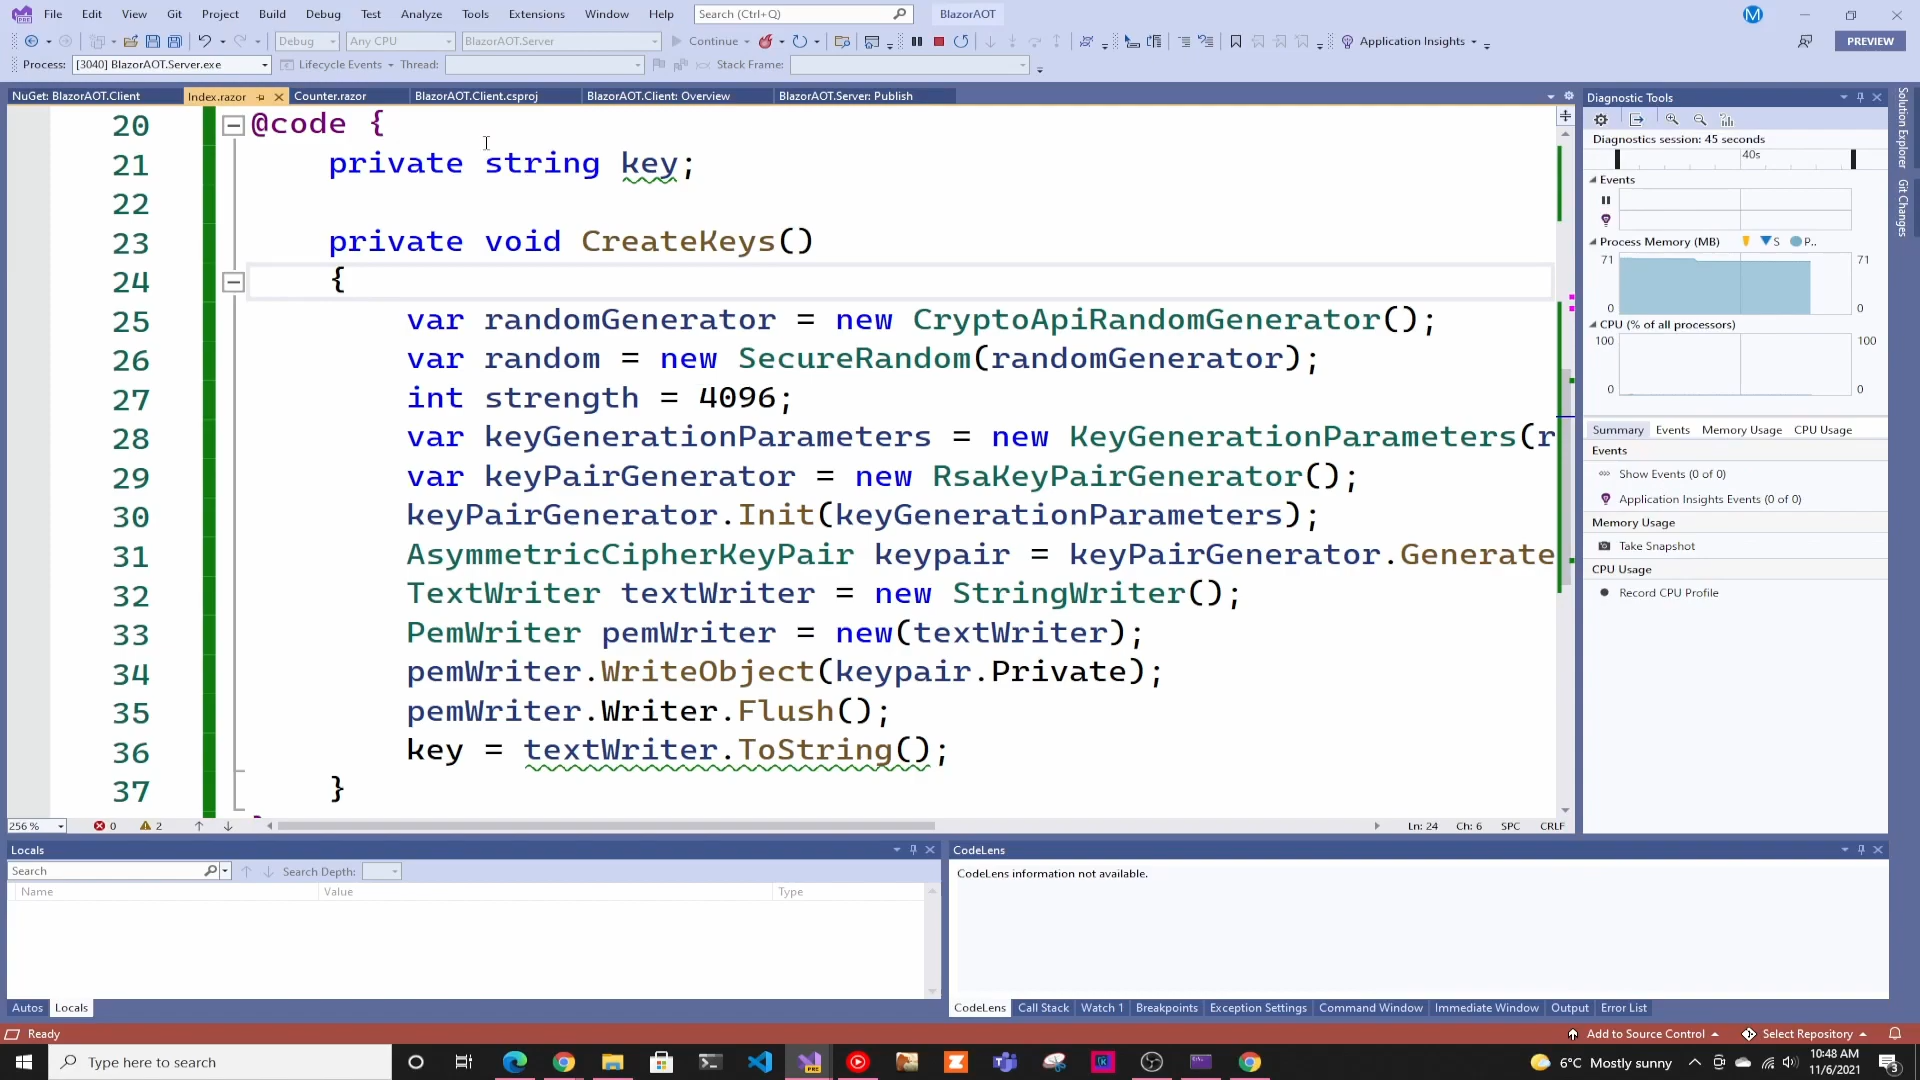 File Edit View Git Project Build Debug Test Analyze Tools Extensions Window Help Search (Ctrl+Q) BlazorAOT M
Debug Any CPU BlazorAOT.Server Continue Application Insights PREVIEW
Process: [3040] BlazorAOT.Server.exe Lifecycle Events Thread: Stack Frame:
NuGet: BlazorAOT.Client Index.razor Counter.razor BlazorAOT.Client.csproj BlazorAOT.Client: Overview BlazorAOT.Server: Publish
20 @code {
21 private string key;
22
23 private void CreateKeys()
24 {
25 var randomGenerator = new CryptoApiRandomGenerator();
26 var random = new SecureRandom(randomGenerator);
27 int strength = 4096;
28 var keyGenerationParameters = new KeyGenerationParameters(r
29 var keyPairGenerator = new RsaKeyPairGenerator();
30 keyPairGenerator.Init(keyGenerationParameters);
31 AsymmetricCipherKeyPair keypair = keyPairGenerator.Generate
32 TextWriter textWriter = new StringWriter();
33 PemWriter pemWriter = new(textWriter);
34 pemWriter.WriteObject(keypair.Private);
35 pemWriter.Writer.Flush();
36 key = textWriter.ToString();
37 }
256 % 0 2 Ln: 24 Ch: 6 SPC CRLF
Diagnostic Tools
Diagnostics session: 45 seconds
40s
Events
Process Memory (MB) S P..
71 71
0 0
CPU (% of all processors)
100 100
0 0
Summary Events Memory Usage CPU Usage
Events
Show Events (0 of 0)
Application Insights Events (0 of 0)
Memory Usage
Take Snapshot
CPU Usage
Record CPU Profile
Solution Explorer
Git Changes
Locals
Search Search Depth:
Name Value Type
Autos Locals
CodeLens
CodeLens information not available.
CodeLens Call Stack Watch 1 Breakpoints Exception Settings Command Window Immediate Window Output Error List
Ready Add to Source Control Select Repository
Type here to search 6°C Mostly sunny 10:48 AM
11/6/2021 3